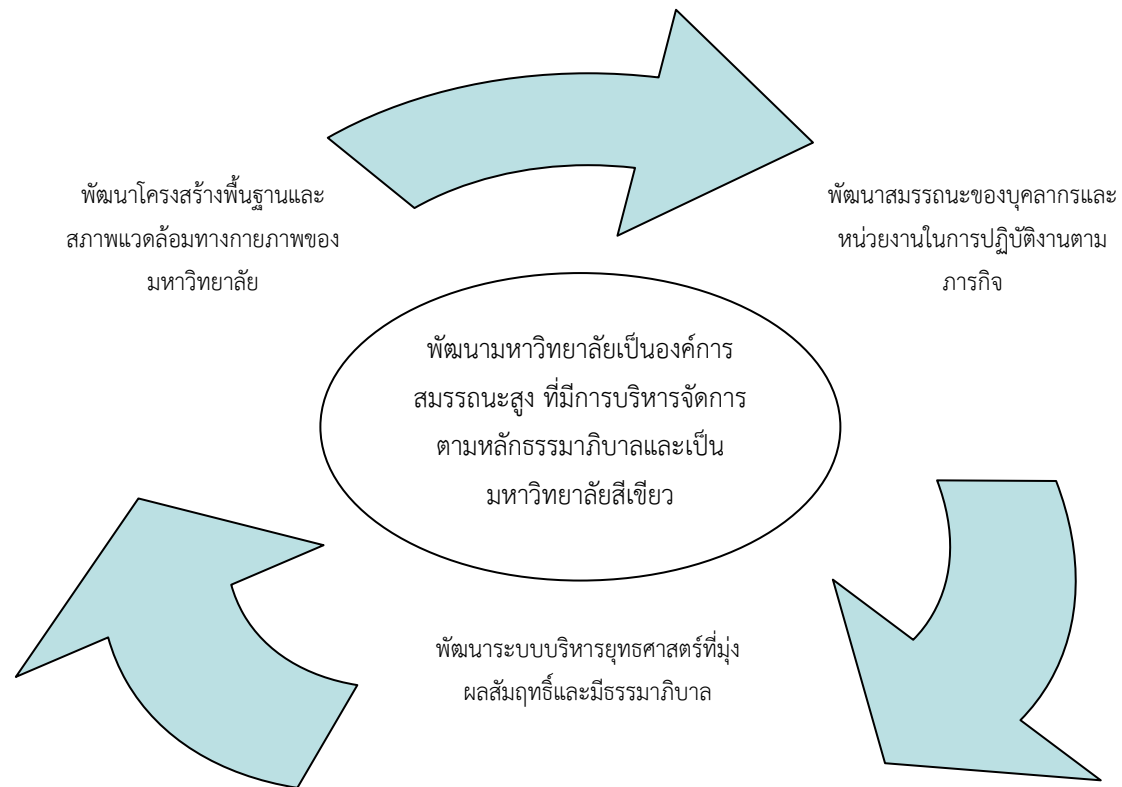 พัฒนาโครงสร้างพื้นฐานและ
สภาพแวดล้อมทางกายภาพของ
มหาวิทยาลัย
พัฒนาสมรรถนะของบุคลากรและ
หน่วยงานในการปฏิบัติงานตาม
ภารกิจ
พัฒนามหาวิทยาลัยเป็นองค์การ
สมรรถนะสูง ที่มีการบริหารจัดการ
ตามหลักธรรมาภิบาลและเป็น
มหาวิทยาลัยสีเขียว
พัฒนาระบบบริหารยุทธศาสตร์ที่มุ่ง
ผลสัมฤทธิ์และมีธรรมาภิบาล